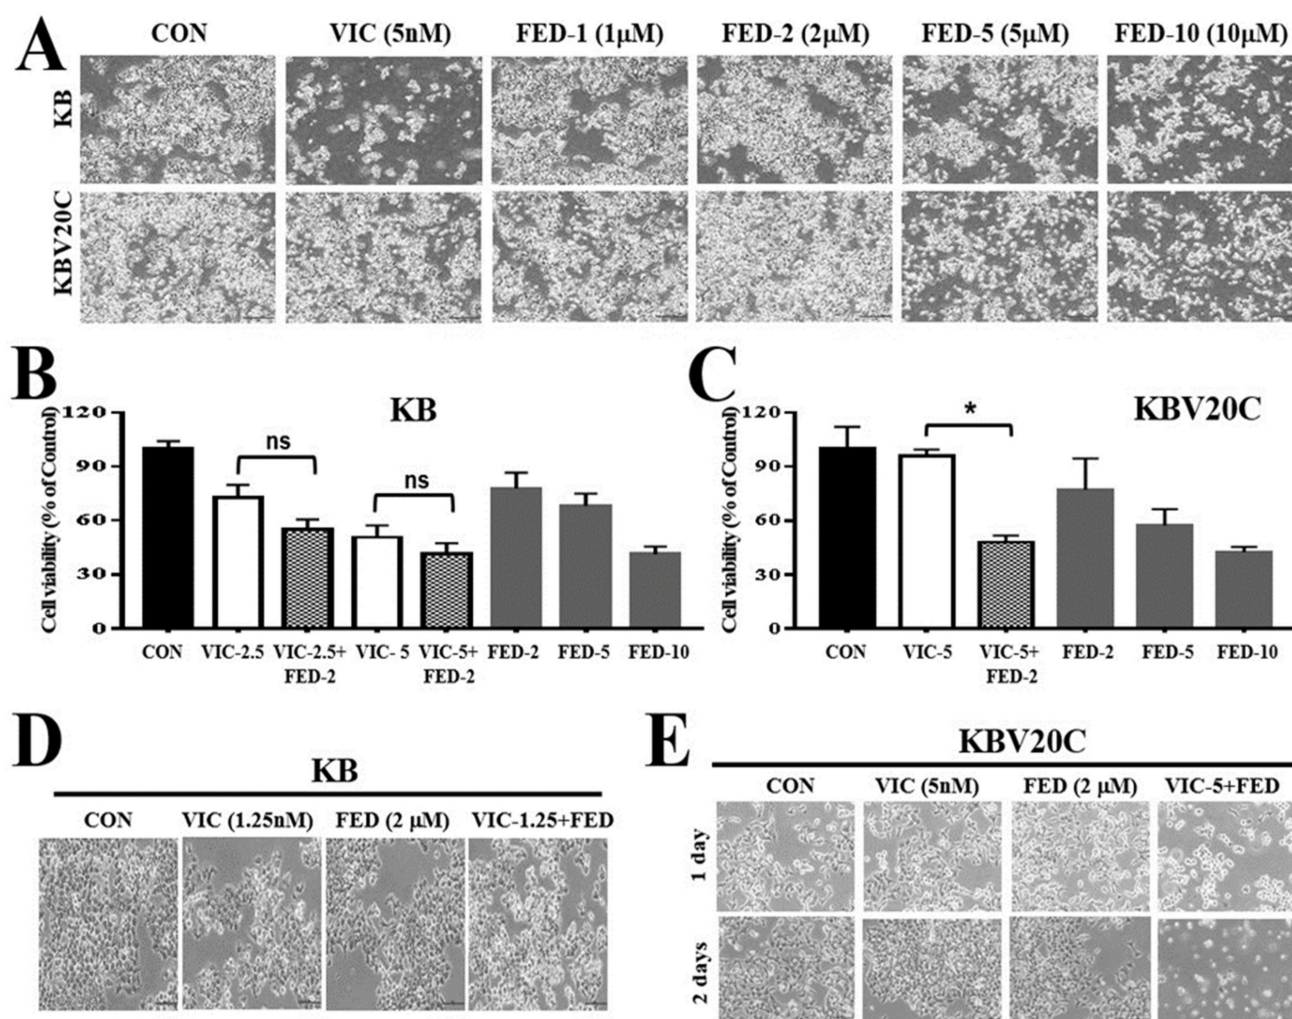 A
CON VIC (5nM) FED-1 (1μM) FED-2 (2μM) FED-5 (5μM) FED-10 (10μM)
KB
KBV20C
B
KB
Cell viability (% of Control)
120
90
60
30
0
ns
ns
CON VIC-2.5 VIC-2.5+ VIC- 5 VIC-5+ FED-2 FED-5 FED-10
FED-2 FED-2
C
KBV20C
Cell viability (% of Control)
120
90
60
30
0
*
CON VIC-5 VIC-5+ FED-2 FED-5 FED-10
FED-2
D
KB
CON VIC (1.25nM) FED (2 μM) VIC-1.25+FED
E
KBV20C
CON VIC (5nM) FED (2 μM) VIC-5+FED
1 day
2 days